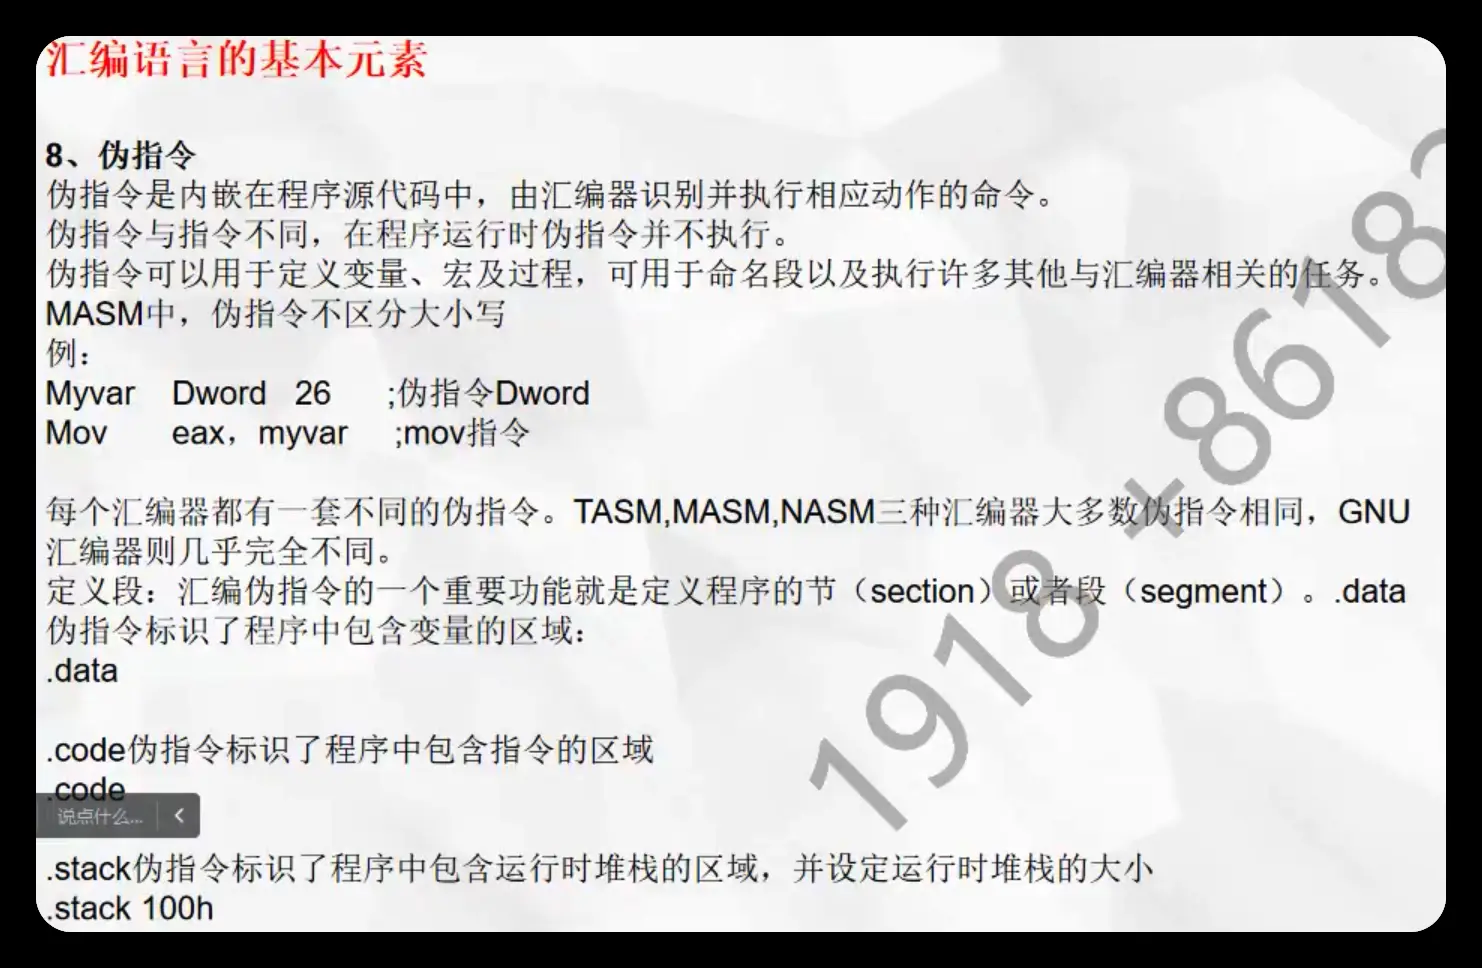 汇编语言的基本元素
8、伪指令
伪指令是内嵌在程序源代码中，由汇编器识别并执行相应动作的命令。
伪指令与指令不同，在程序运行时伪指令并不执行。
伪指令可以用于定义变量、宏及过程，可用于命名段以及执行许多其他与汇编器相关的任务。
MASM中，伪指令不区分大小写
例：
Myvar Dword 26 ;伪指令Dword
Mov eax，myvar ;mov指令
每个汇编器都有一套不同的伪指令。TASM,MASM,NASM三种汇编器大多数伪指令相同，GNU
汇编器则几乎完全不同。
定义段：汇编伪指令的一个重要功能就是定义程序的节（section）或者段（segment）。.data
伪指令标识了程序中包含变量的区域：
.data
.code伪指令标识了程序中包含指令的区域
.code
说点什么...
.stack伪指令标识了程序中包含运行时堆栈的区域，并设定运行时堆栈的大小
.stack 100h
1918 +8618